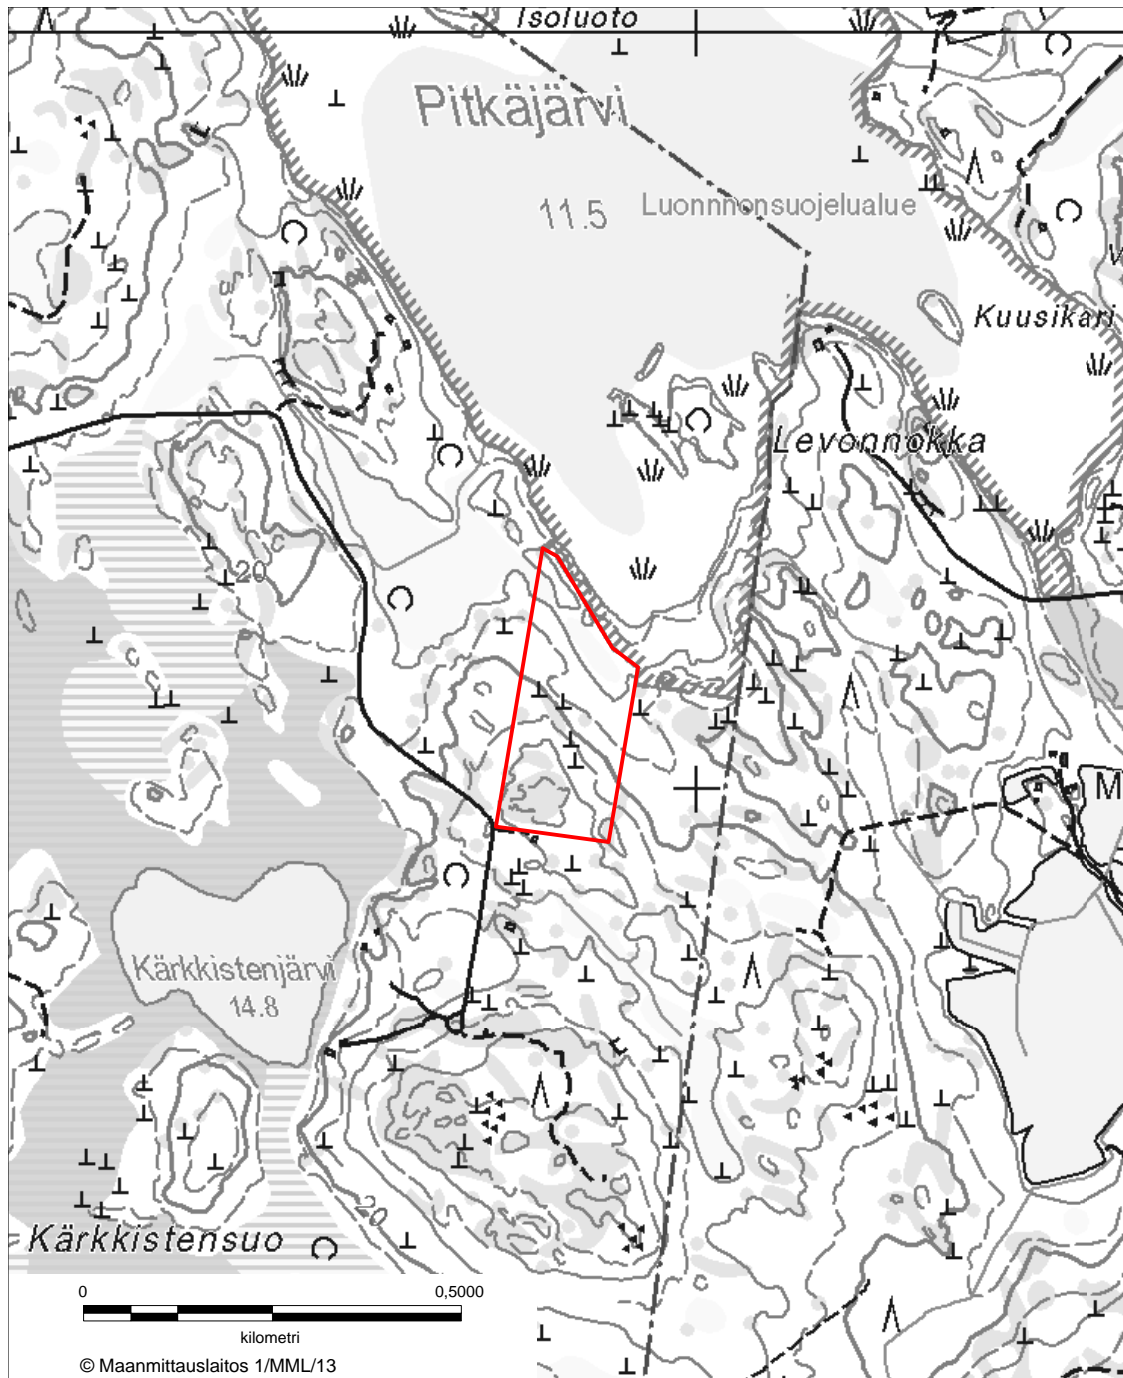 Isoluoto
Pitkäjärvi
11.5
Luonnnonsuojelualue
Kuusikari
Levonnokka
20
M
Kärkkistenjärvi
14.8
20
Kärkkistensuo
0 0,5000
kilometri
© Maanmittauslaitos 1/MML/13